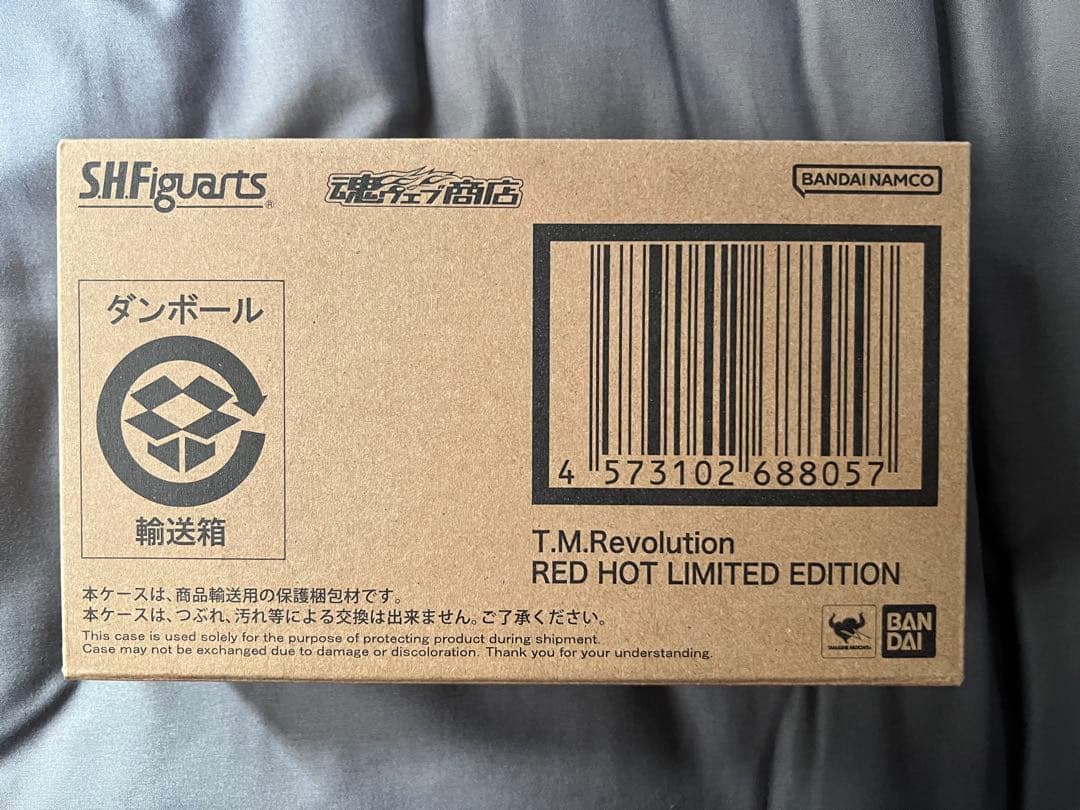 S.H.Figuarts®
魂ウェブ商店
BANDAI NAMCO
ダンボール
輸送箱
4 573102 688057
T.M.Revolution
RED HOT LIMITED EDITION
本ケースは、商品輸送用の保護梱包材です。
本ケースは、つぶれ、汚れ等による交換は出来ません。ご了承ください。
This case is used solely for the purpose of protecting product during shipment.
Case may not be exchanged due to damage or discoloration. Thank you for your understanding.
BAN
DAI